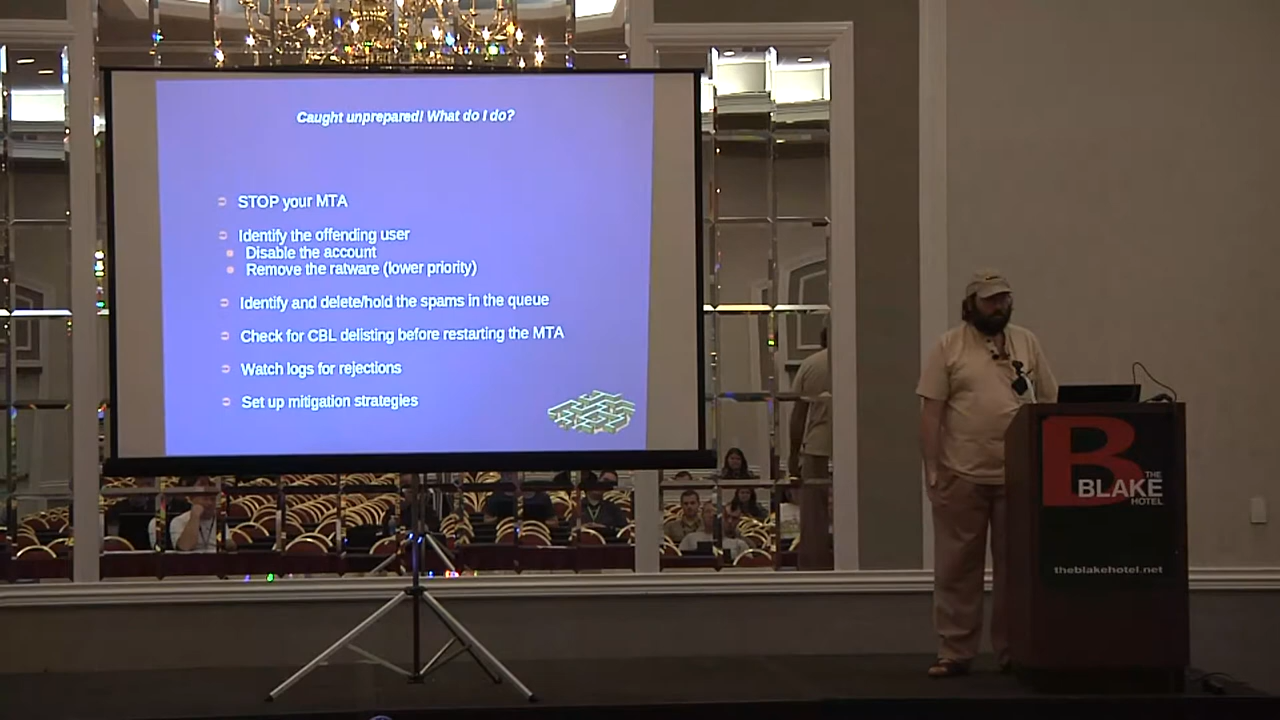 Caught unprepared! What do I do?
STOP your MTA
Identify the offending user
Disable the account
Remove the ratware (lower priority)
Identify and delete/hold the spams in the queue
Check for CBL delisting before restarting the MTA
Watch logs for rejections
Set up mitigation strategies
B
THE
BLAKE
HOTEL
theblakehotel.net